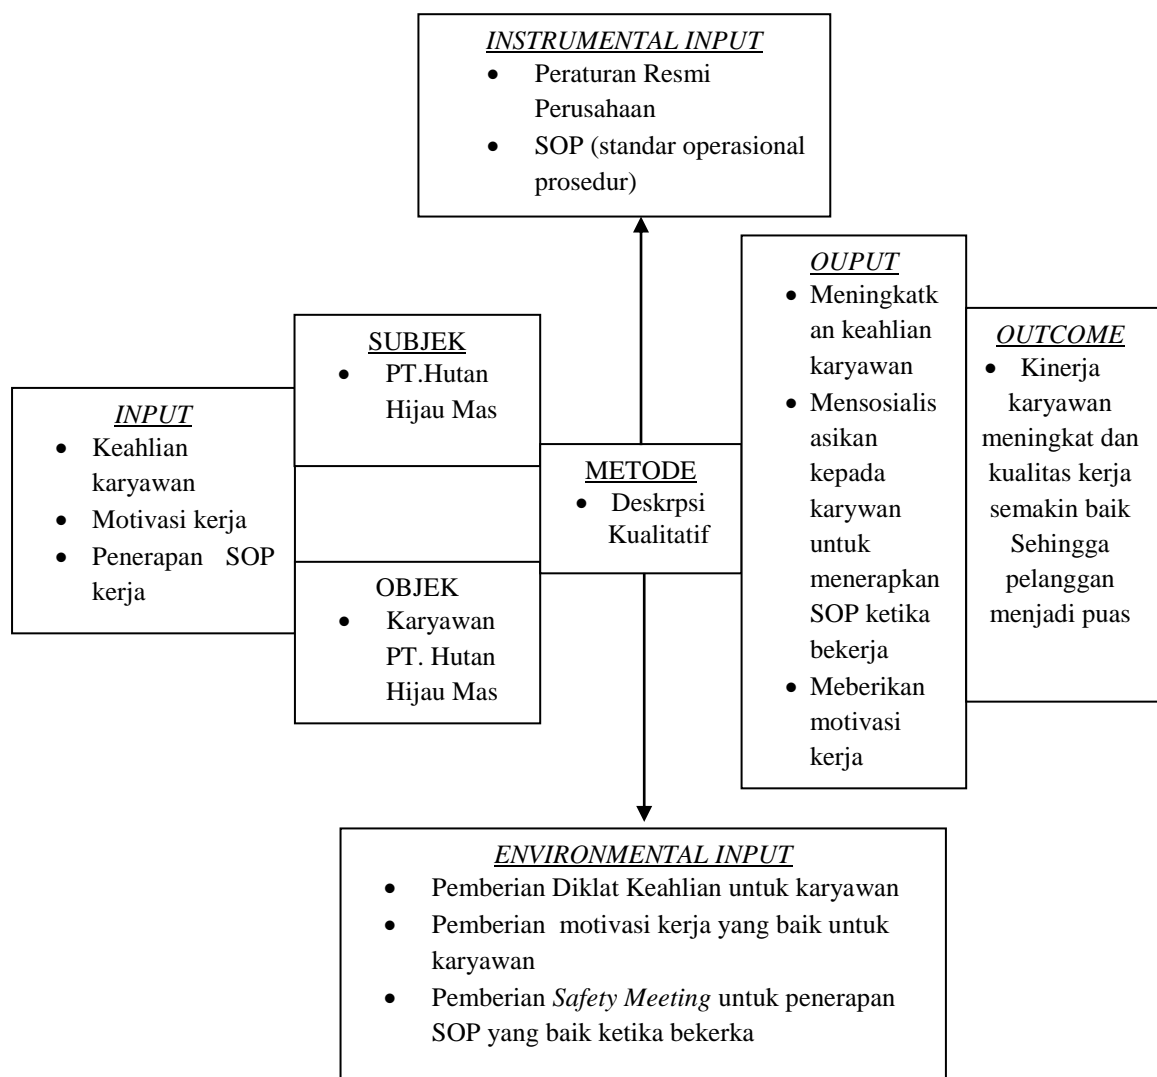 INSTRUMENTAL INPUT
• Peraturan Resmi
Perusahaan
• SOP (standar operasional
prosedur)
INPUT
• Keahlian
karyawan
• Motivasi kerja
• Penerapan SOP
kerja
SUBJEK
• PT.Hutan
Hijau Mas
OBJEK
• Karyawan
PT. Hutan
Hijau Mas
METODE
• Deskrpsi
Kualitatif
OUPUT
• Meningkatk
an keahlian
karyawan
• Mensosialis
asikan
kepada
karywan
untuk
menerapkan
SOP ketika
bekerja
• Meberikan
motivasi
kerja
OUTCOME
• Kinerja
karyawan
meningkat dan
kualitas kerja
semakin baik
Sehingga
pelanggan
menjadi puas
ENVIRONMENTAL INPUT
• Pemberian Diklat Keahlian untuk karyawan
• Pemberian motivasi kerja yang baik untuk
karyawan
• Pemberian Safety Meeting untuk penerapan
SOP yang baik ketika bekerka